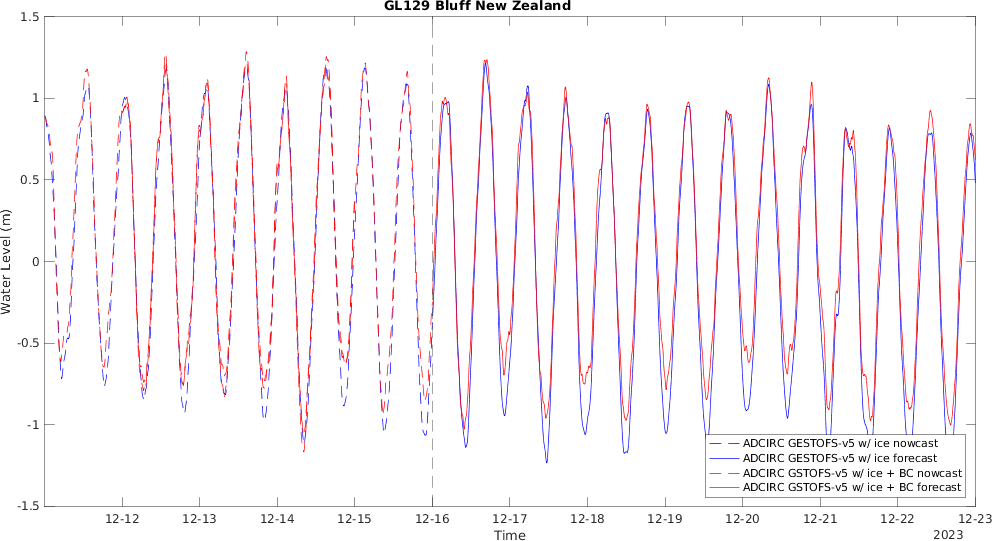 GL129 Bluff New Zealand
1.5
1
0.5
0
-0.5
-1
-1.5
Water Level (m)
12-12
12-13
12-14
12-15
12-16
12-17
12-18
12-19
12-20
12-21
12-22
12-23
Time
2023
ADCIRC GESTOFS-v5 w/ ice nowcast
ADCIRC GESTOFS-v5 w/ ice forecast
ADCIRC GSTOFS-v5 w/ ice + BC nowcast
ADCIRC GSTOFS-v5 w/ ice + BC forecast